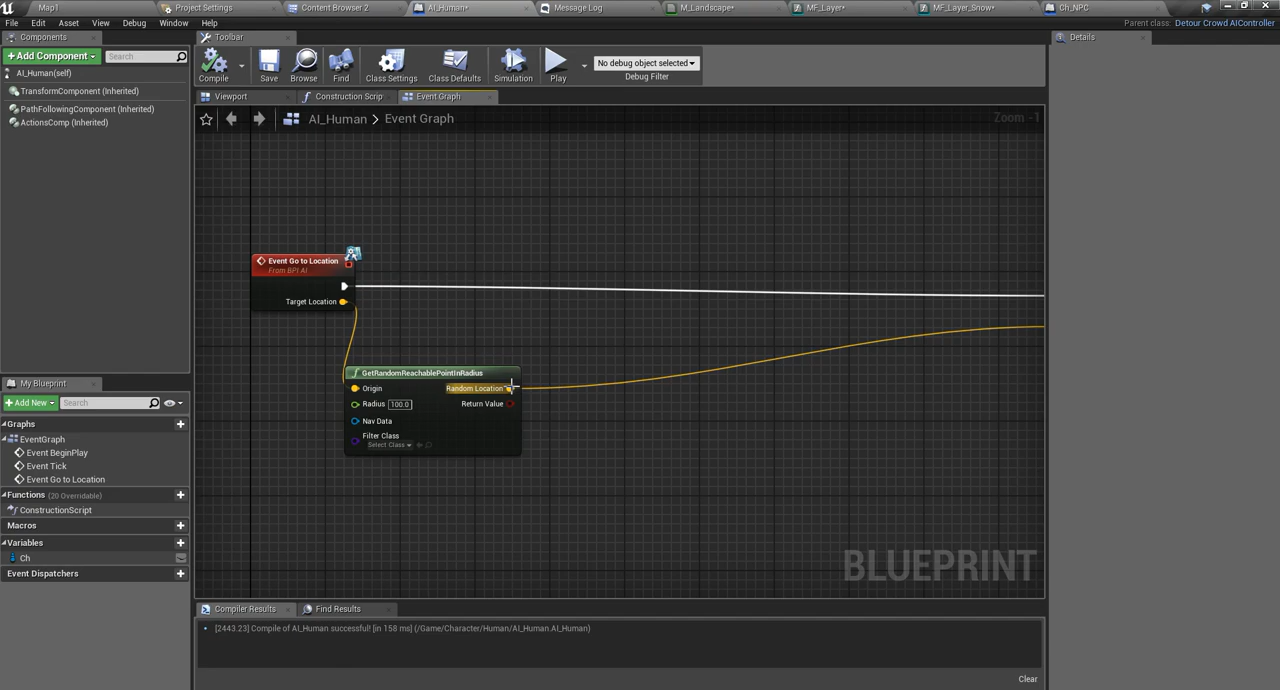 Map1
Project Settings
Content Browser 2
AI_Human*
Message Log
M_Landscape*
MF_Layer*
MF_Layer_Snow*
Ch_NPC
File Edit Asset View Debug Window Help
Parent class: Detour Crowd AIController
Components
+ Add Component
Search
AI_Human(self)
TransformComponent (Inherited)
PathFollowingComponent (Inherited)
ActionsComp (Inherited)
Toolbar
Compile
Save
Browse
Find
Class Settings
Class Defaults
Simulation
Play
No debug object selected
Debug Filter
Details
Viewport
Construction Scrip
Event Graph
AI_Human > Event Graph
Zoom -1
Event Go to Location
From BPI AI
Target Location
GetRandomReachablePointInRadius
Origin
Random Location
Radius 100.0
Return Value
Nav Data
Filter Class
Select Class
BLUEPRINT
My Blueprint
+ Add New
Search
Graphs
EventGraph
Event BeginPlay
Event Tick
Event Go to Location
Functions (20 Overridable)
ConstructionScript
Macros
Variables
Ch
Event Dispatchers
Compiler Results
Find Results
[2443.23] Compile of AI_Human successful! [in 158 ms] (/Game/Character/Human/AI_Human.AI_Human)
Clear